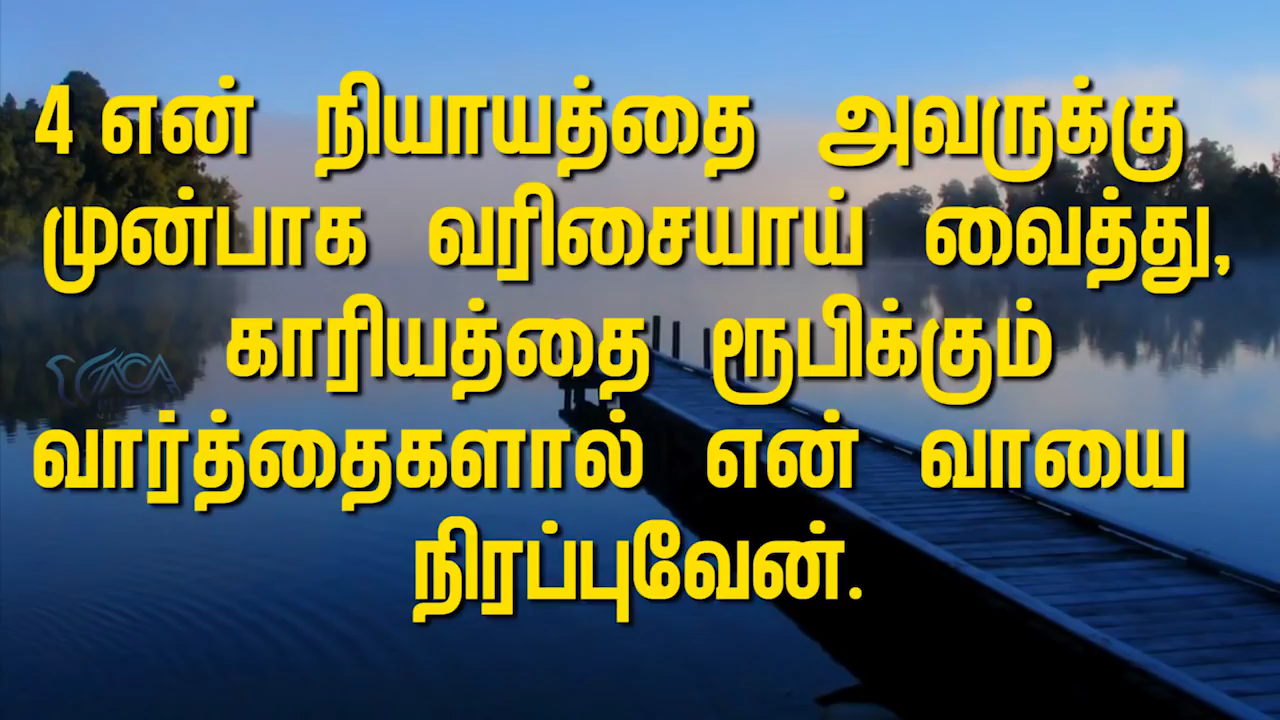 4 என் நியாயத்தை அவருக்கு
முன்பாக வரிசையாய் வைத்து,
காரியத்தை ரூபிக்கும்
வார்த்தைகளால் என் வாயை
நிரப்புவேன்.